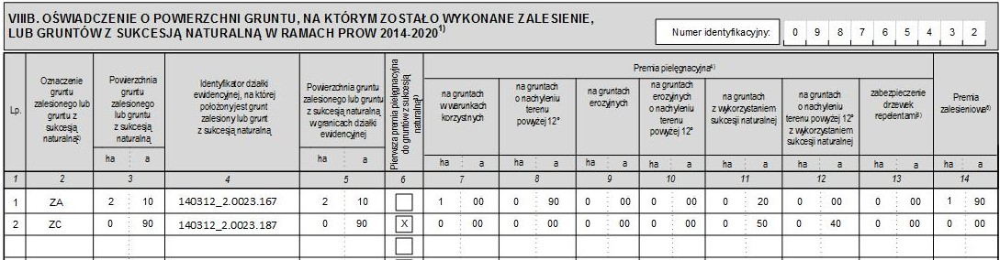 VIIIB. OŚWIADCZENIE O POWIERZCHNI GRUNTU, NA KTÓRYM ZOSTAŁO WYKONANE ZALESIENIE,
LUB GRUNTÓW Z SUKCESJĄ NATURALNĄ W RAMACH PROW 2014-2020¹⁾
Numer identyfikacyjny: 0 9 8 7 6 5 4 3 2
Lp.
Oznaczenie
gruntu
zalesionego lub
gruntu z
sukcesją
naturalną²⁾
Powierzchnia
gruntu
zalesionego
lub gruntu
z sukcesją
naturalną
ha a
Identyfikator działki
ewidencyjnej, na której
położony jest grunt
zalesiony lub grunt
z sukcesją naturalną
Powierzchnia gruntu
zalesionego lub gruntu
z sukcesją naturalną
w granicach działki
ewidencyjnej
ha a
Pierwsza premia pielęgnacyjna
do gruntów z sukcesją
naturalną³⁾
Premia pielęgnacyjna⁴⁾
na gruntach
w warunkach
korzystnych
ha a
na gruntach
o nachyleniu
terenu
powyżej 12°
ha a
na gruntach
erozyjnych
ha a
na gruntach
erozyjnych
o nachyleniu
terenu
powyżej 12°
ha a
na gruntach
z wykorzystaniem
sukcesji naturalnej
ha a
na gruntach
o nachyleniu
terenu powyżej 12°
z wykorzystaniem
sukcesji naturalnej
ha a
zabezpieczenie
drzewek
repelentami⁵⁾
ha a
Premia
zalesieniowa⁶⁾
ha a
1 2 3 4 5 6 7 8 9 10 11 12 13 14
1 ZA 2 10 140312_2.0023.167 2 10 1 00 0 90 0 00 0 00 0 20 0 00 0 00 1 90
2 ZC 0 90 140312_2.0023.187 0 90 X 0 00 0 00 0 00 0 00 0 50 0 40 0 00 0 00